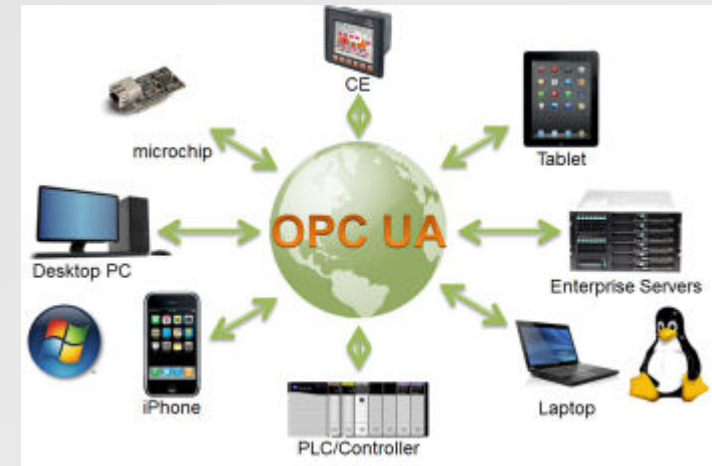 CE
microchip
Tablet
OPC UA
Desktop PC
Enterprise Servers
iPhone
Laptop
PLC/Controller